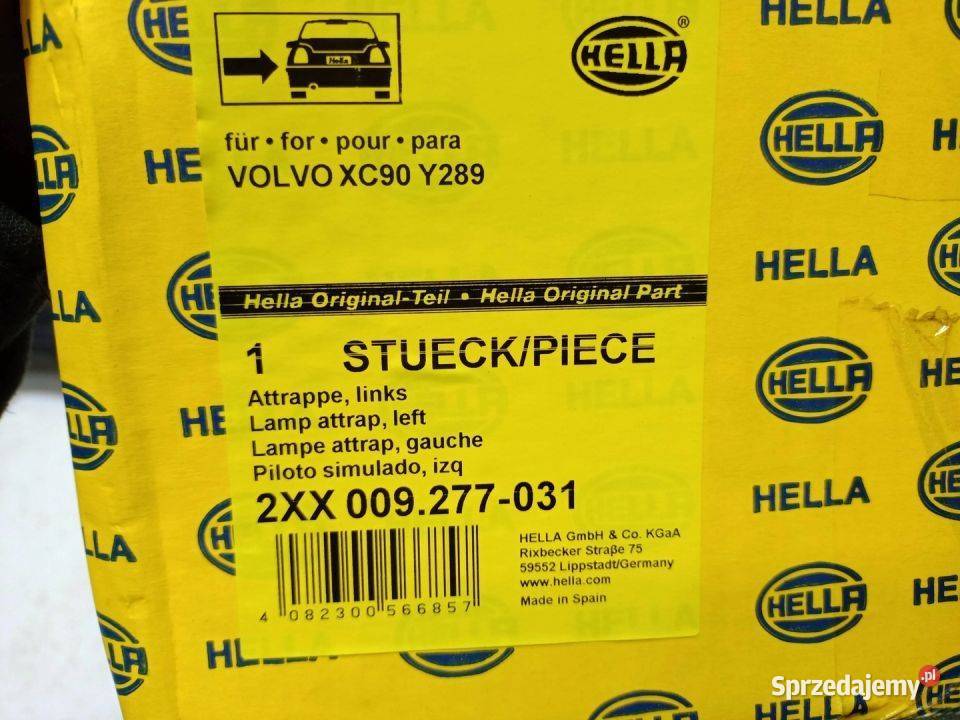 Hella
HELLA®
für • for • pour • para
VOLVO XC90 Y289
Hella Original-Teil • Hella Original Part
1 STUECK/PIECE
Attrappe, links
Lamp attrap, left
Lampe attrap, gauche
Piloto simulado, izq
2XX 009.277-031
HELLA GmbH & Co. KGaA
Rixbecker Straße 75
59552 Lippstadt/Germany
www.hella.com
Made in Spain
4 082300 566857
HELLA
HELLA
HELLA
HELLA
HELLA
HELLA
HELLA
Sprzedajemy.pl